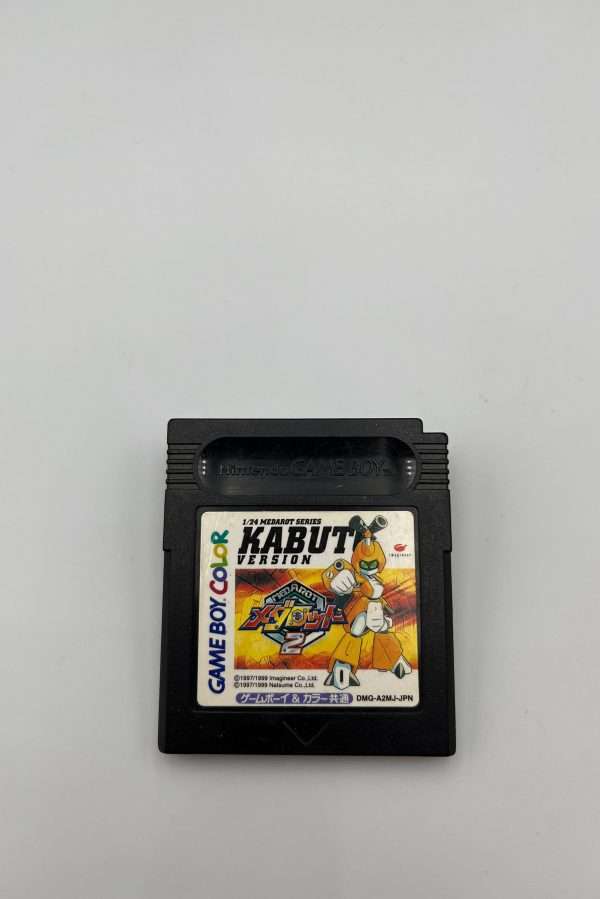 Nintendo GAME BOY
1/24 MEDAROT SERIES
KABUT
VERSION
imagineer
GAME BOY COLOR
MEDAROT
メダロット
2
©1997/1999 Imagineer Co.,Ltd.
©1997/1999 Natsume Co.,Ltd.
ゲームボーイ & カラー共通
DMG-A2MJ-JPN